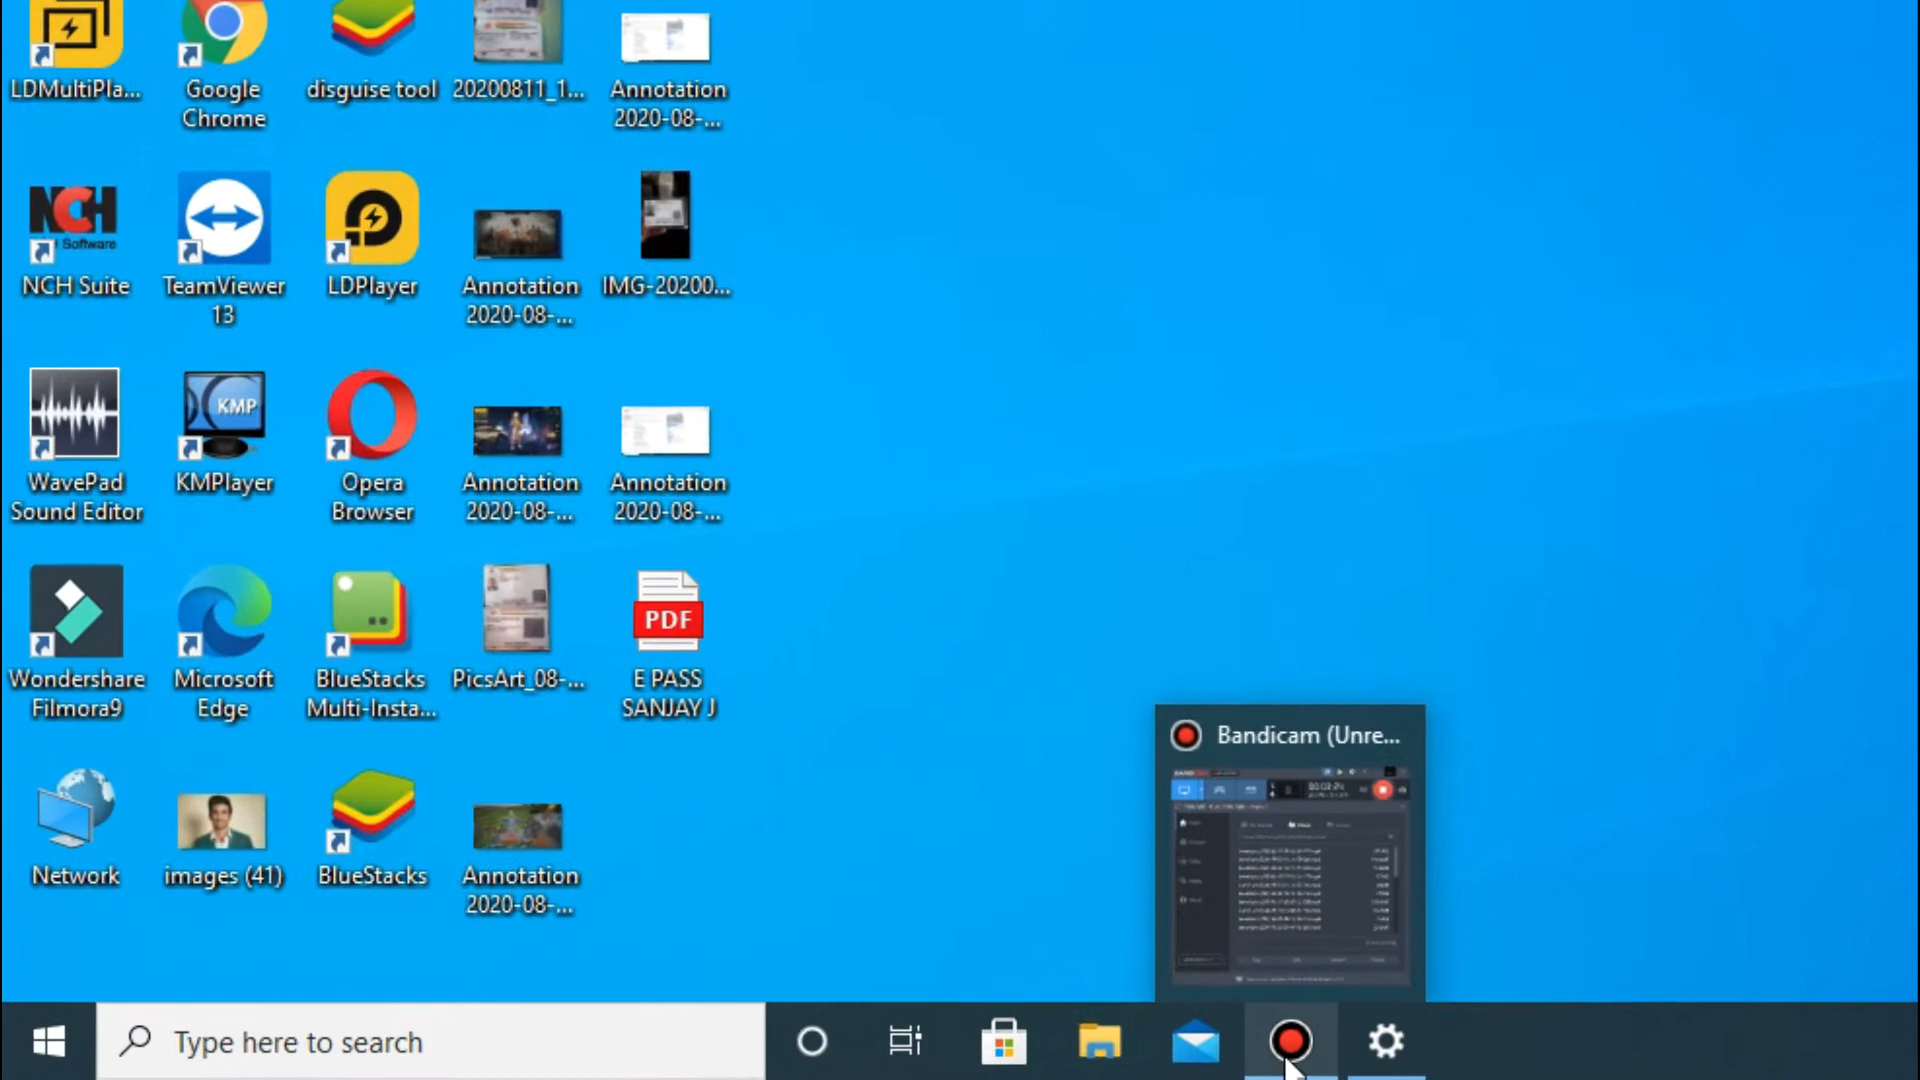 LDMultiPla...
Google
Chrome
disguise tool
20200811_1...
Annotation
2020-08-...
NCH
Software
NCH Suite
TeamViewer
13
LDPlayer
Annotation
2020-08-...
IMG-20200...
WavePad
Sound Editor
KMP
KMPlayer
Opera
Browser
Annotation
2020-08-...
Annotation
2020-08-...
Wondershare
Filmora9
Microsoft
Edge
BlueStacks
Multi-Insta...
PicsArt_08-...
PDF
E PASS
SANJAY J
Network
images (41)
BlueStacks
Annotation
2020-08-...
Bandicam (Unre...
Type here to search